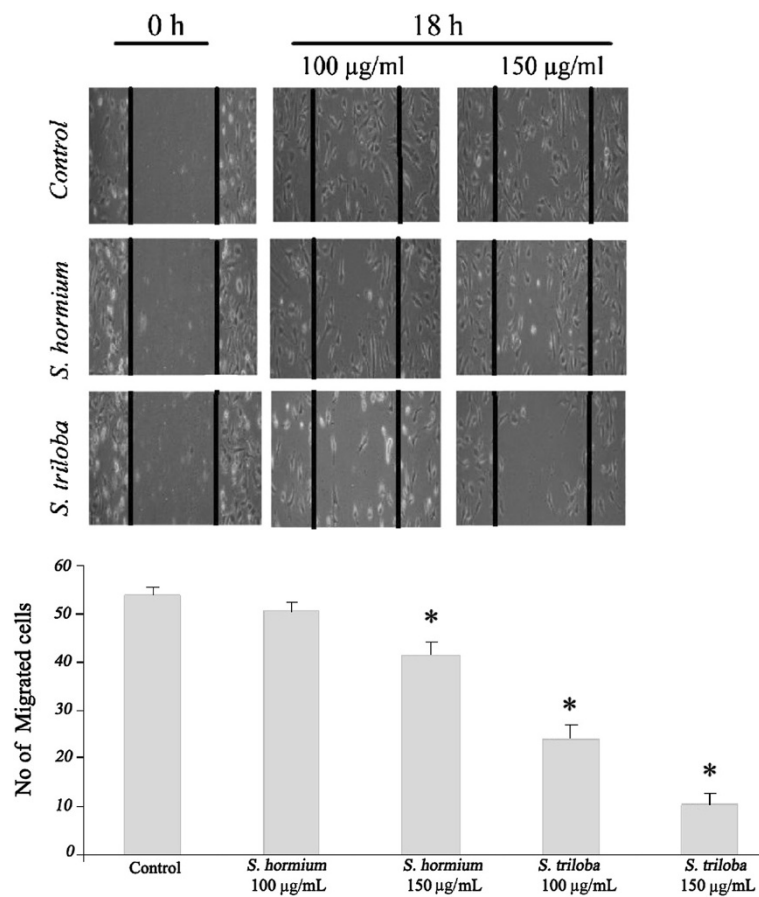 0 h
18 h
100 µg/ml
150 µg/ml
Control
S. hormium
S. triloba
No of Migrated cells
60
50
40
30
20
10
0
*
*
*
Control
S. hormium
100 µg/mL
S. hormium
150 µg/mL
S. triloba
100 µg/mL
S. triloba
150 µg/mL